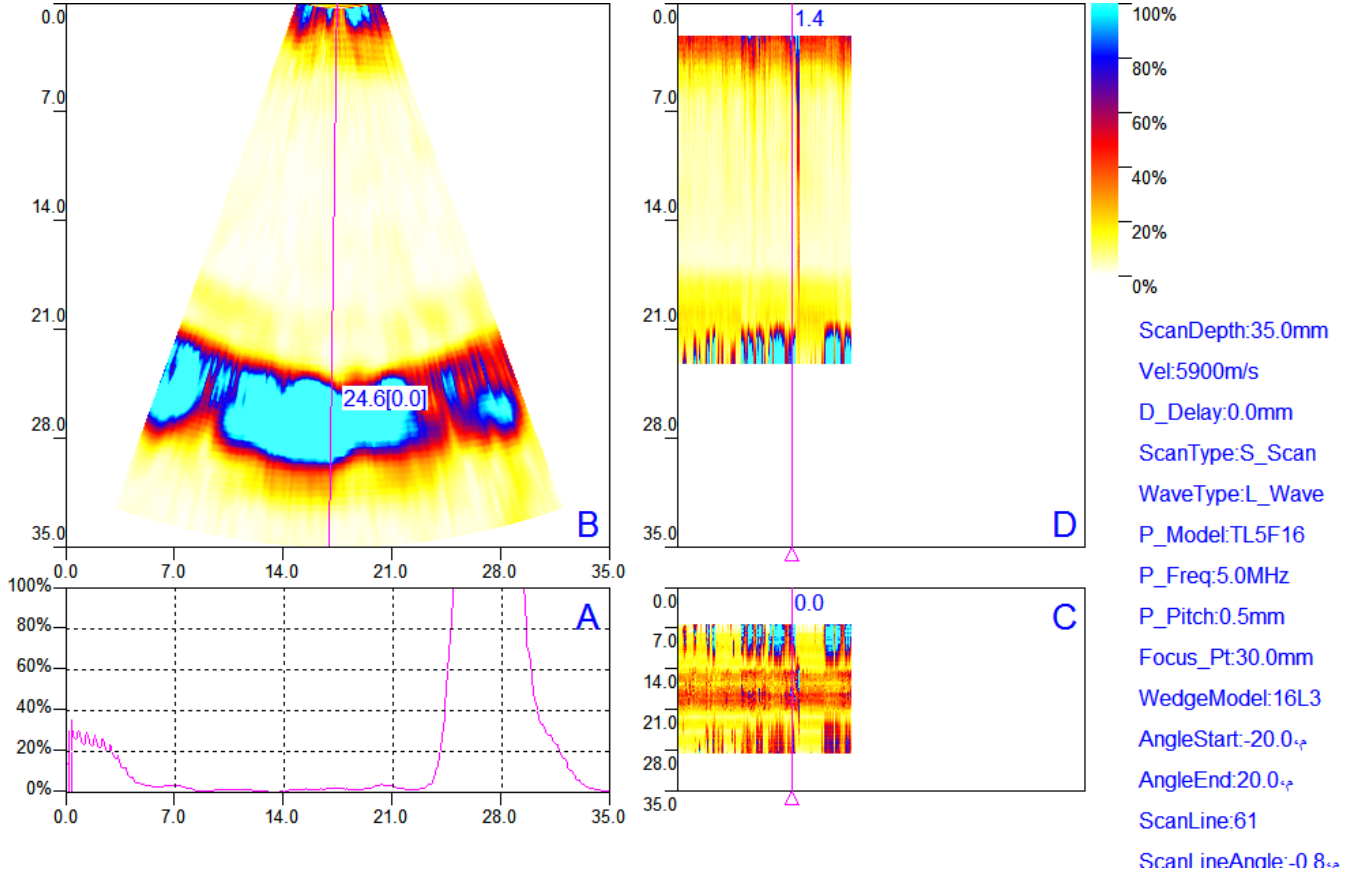 0.0
7.0
14.0
21.0
28.0
35.0
24.6[0.0]
B
0.0 7.0 14.0 21.0 28.0 35.0
0.0
7.0
14.0
21.0
28.0
35.0
1.4
D
100%
80%
60%
40%
20%
0%
100%
80%
60%
40%
20%
0%
A
0.0 7.0 14.0 21.0 28.0 35.0
0.0
7.0
14.0
21.0
28.0
35.0
0.0
C
ScanDepth:35.0mm
Vel:5900m/s
D_Delay:0.0mm
ScanType:S_Scan
WaveType:L_Wave
P_Model:TL5F16
P_Freq:5.0MHz
P_Pitch:0.5mm
Focus_Pt:30.0mm
WedgeModel:16L3
AngleStart:-20.0
AngleEnd:20.0
ScanLine:61
ScanLineAngle:-0.8